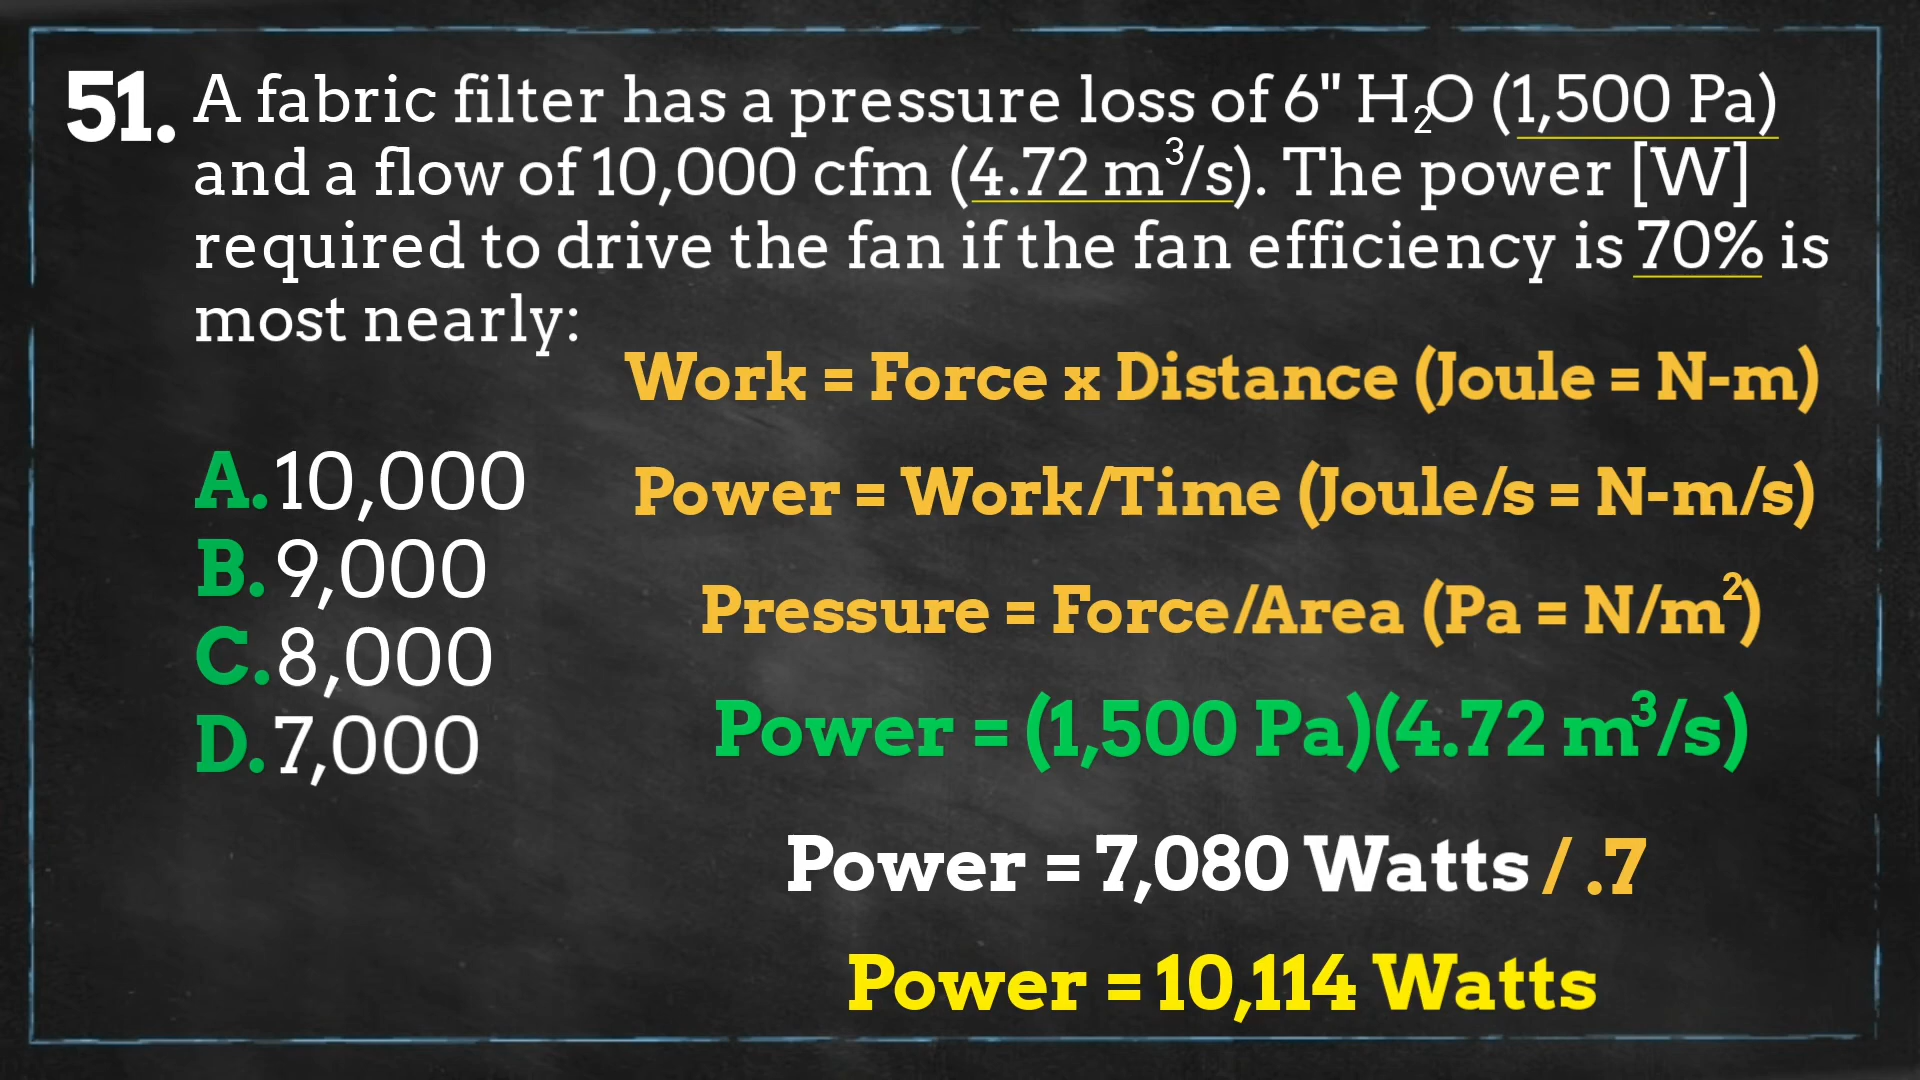 51. A fabric filter has a pressure loss of 6" H₂O (1,500 Pa)
and a flow of 10,000 cfm (4.72 m³/s). The power [W]
required to drive the fan if the fan efficiency is 70% is
most nearly:
Work = Force x Distance (Joule = N-m)
A. 10,000
Power = Work/Time (Joule/s = N-m/s)
B. 9,000
Pressure = Force/Area (Pa = N/m²)
C. 8,000
D. 7,000
Power = (1,500 Pa)(4.72 m³/s)
Power = 7,080 Watts / .7
Power = 10,114 Watts